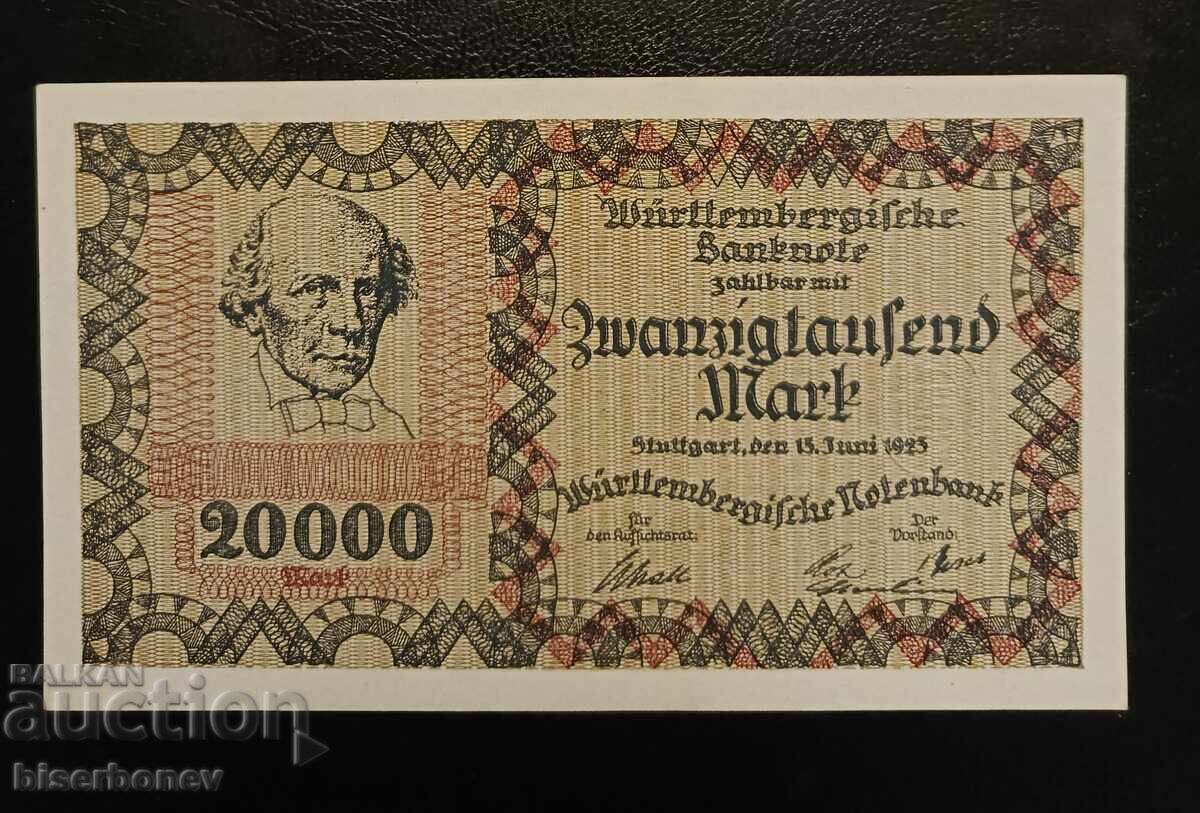 Württembergische
Banknote
zahlbar mit
Zwanzigtausend
Mark
Stuttgart, den 15. Juni 1923
Württembergische Notenbank
für
den Aufsichtsrat:
Der
Vorstand:
20000
Mark
BALKAN
auction
biserbonev